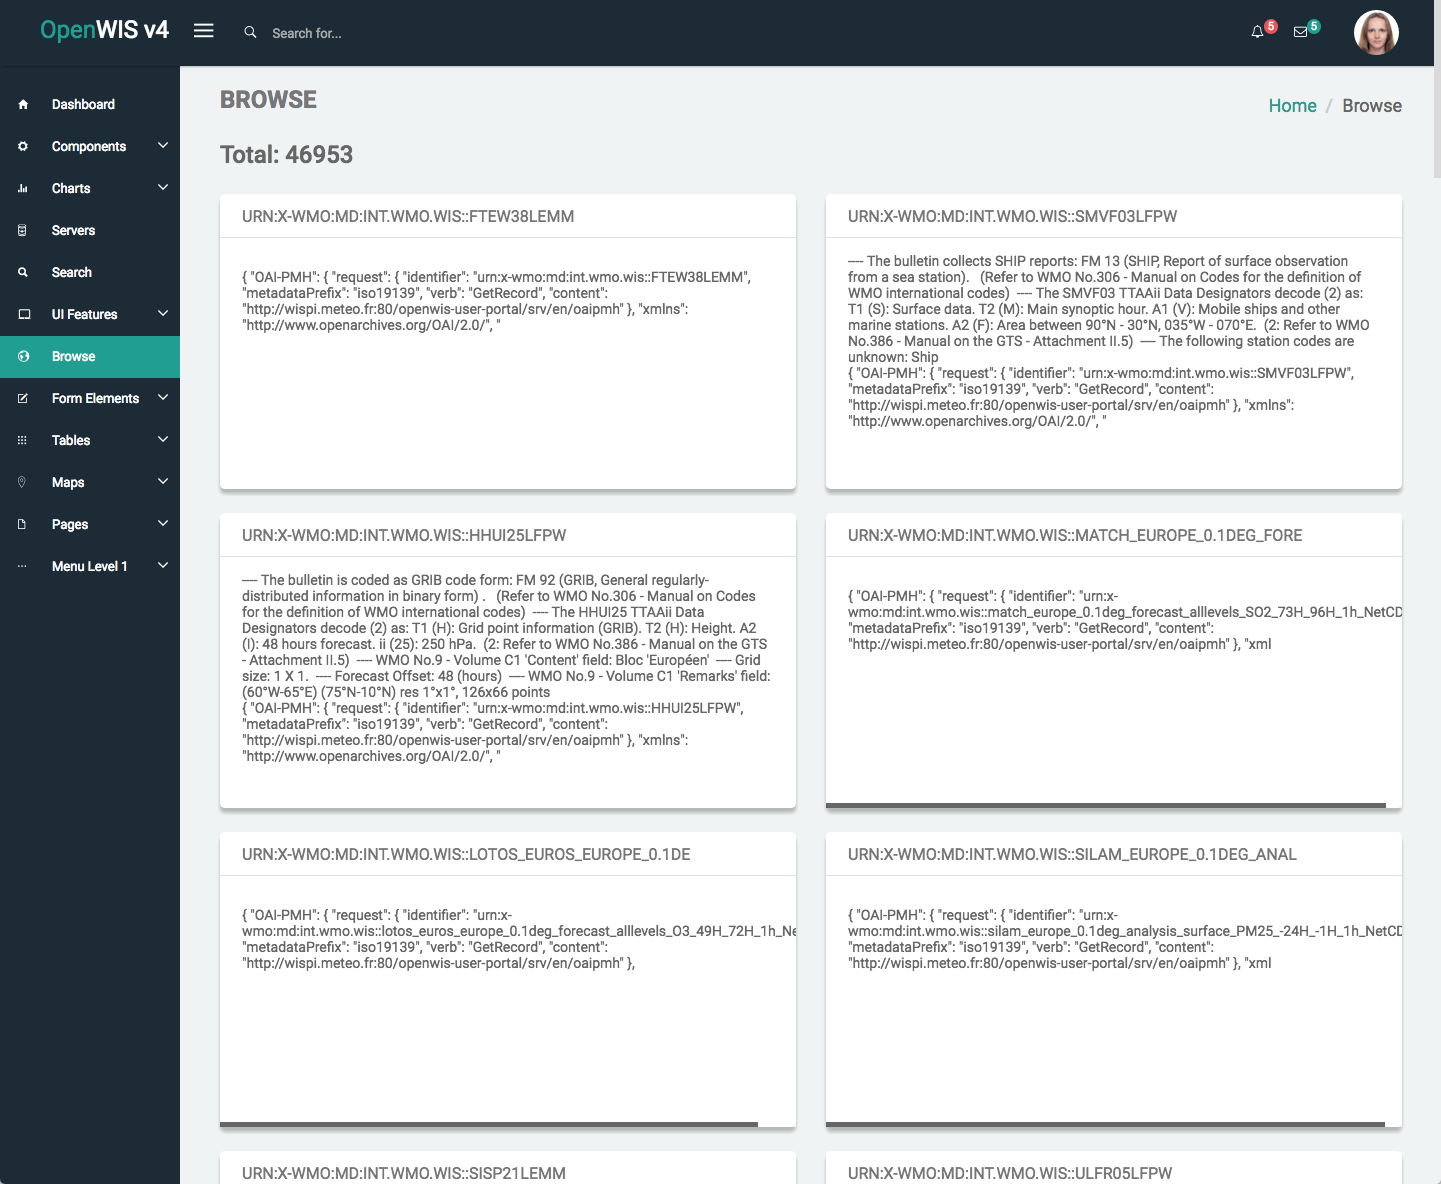 OpenWIS v4
Search for...
5
5
Dashboard
Components
Charts
Servers
Search
UI Features
Browse
Form Elements
Tables
Maps
Pages
Menu Level 1
BROWSE
Home / Browse
Total: 46953
URN:X-WMO:MD:INT.WMO.WIS::FTEW38LEMM
{ "OAI-PMH": { "request": { "identifier": "urn:x-wmo:md:int.wmo.wis::FTEW38LEMM",
"metadataPrefix": "iso19139", "verb": "GetRecord", "content":
"http://wispi.meteo.fr:80/openwis-user-portal/srv/en/oaipmh" }, "xmlns":
"http://www.openarchives.org/OAI/2.0/", "
URN:X-WMO:MD:INT.WMO.WIS::SMVF03LFPW
---- The bulletin collects SHIP reports: FM 13 (SHIP, Report of surface observation
from a sea station). (Refer to WMO No.306 - Manual on Codes for the definition of
WMO international codes) ---- The SMVF03 TTAAii Data Designators decode (2) as:
T1 (S): Surface data. T2 (M): Main synoptic hour. A1 (V): Mobile ships and other
marine stations. A2 (F): Area between 90°N - 30°N, 035°W - 070°E. (2: Refer to WMO
No.386 - Manual on the GTS - Attachment II.5) ---- The following station codes are
unknown: Ship
{ "OAI-PMH": { "request": { "identifier": "urn:x-wmo:md:int.wmo.wis::SMVF03LFPW",
"metadataPrefix": "iso19139", "verb": "GetRecord", "content":
"http://wispi.meteo.fr:80/openwis-user-portal/srv/en/oaipmh" }, "xmlns":
"http://www.openarchives.org/OAI/2.0/", "
URN:X-WMO:MD:INT.WMO.WIS::HHUI25LFPW
---- The bulletin is coded as GRIB code form: FM 92 (GRIB, General regularly-
distributed information in binary form) . (Refer to WMO No.306 - Manual on Codes
for the definition of WMO international codes) ---- The HHUI25 TTAAii Data
Designators decode (2) as: T1 (H): Grid point information (GRIB). T2 (H): Height. A2
(I): 48 hours forecast. ii (25): 250 hPa. (2: Refer to WMO No.386 - Manual on the GTS
- Attachment II.5) ---- WMO No.9 - Volume C1 'Content' field: Bloc 'Européen' ---- Grid
size: 1 X 1. ---- Forecast Offset: 48 (hours) ---- WMO No.9 - Volume C1 'Remarks' field:
(60°W-65°E) (75°N-10°N) res 1°x1°, 126x66 points
{ "OAI-PMH": { "request": { "identifier": "urn:x-wmo:md:int.wmo.wis::HHUI25LFPW",
"metadataPrefix": "iso19139", "verb": "GetRecord", "content":
"http://wispi.meteo.fr:80/openwis-user-portal/srv/en/oaipmh" }, "xmlns":
"http://www.openarchives.org/OAI/2.0/", "
URN:X-WMO:MD:INT.WMO.WIS::MATCH_EUROPE_0.1DEG_FORE
{ "OAI-PMH": { "request": { "identifier": "urn:x-
wmo:md:int.wmo.wis::match_europe_0.1deg_forecast_alllevels_SO2_73H_96H_1h_NetCD
"metadataPrefix": "iso19139", "verb": "GetRecord", "content":
"http://wispi.meteo.fr:80/openwis-user-portal/srv/en/oaipmh" }, "xml
URN:X-WMO:MD:INT.WMO.WIS::LOTOS_EUROS_EUROPE_0.1DE
{ "OAI-PMH": { "request": { "identifier": "urn:x-
wmo:md:int.wmo.wis::lotos_euros_europe_0.1deg_forecast_alllevels_O3_49H_72H_1h_Ne
"metadataPrefix": "iso19139", "verb": "GetRecord", "content":
"http://wispi.meteo.fr:80/openwis-user-portal/srv/en/oaipmh" },
URN:X-WMO:MD:INT.WMO.WIS::SILAM_EUROPE_0.1DEG_ANAL
{ "OAI-PMH": { "request": { "identifier": "urn:x-
wmo:md:int.wmo.wis::silam_europe_0.1deg_analysis_surface_PM25_-24H_-1H_1h_NetCD
"metadataPrefix": "iso19139", "verb": "GetRecord", "content":
"http://wispi.meteo.fr:80/openwis-user-portal/srv/en/oaipmh" }, "xml
URN:X-WMO:MD:INT.WMO.WIS::SISP21LEMM
URN:X-WMO:MD:INT.WMO.WIS::ULFR05LFPW